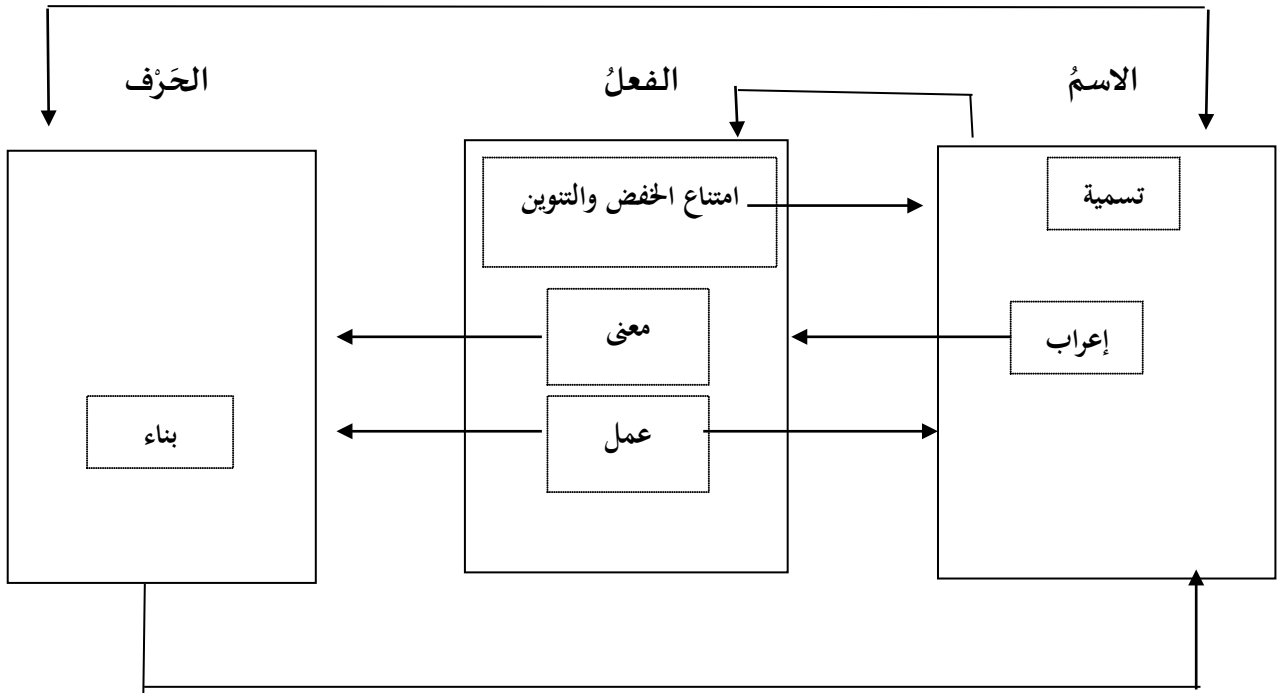 الاسمُ
الفعلُ
الحَرْف
تسمية
امتناع الخفض والتنوين
معنى
إعراب
عمل
بناء